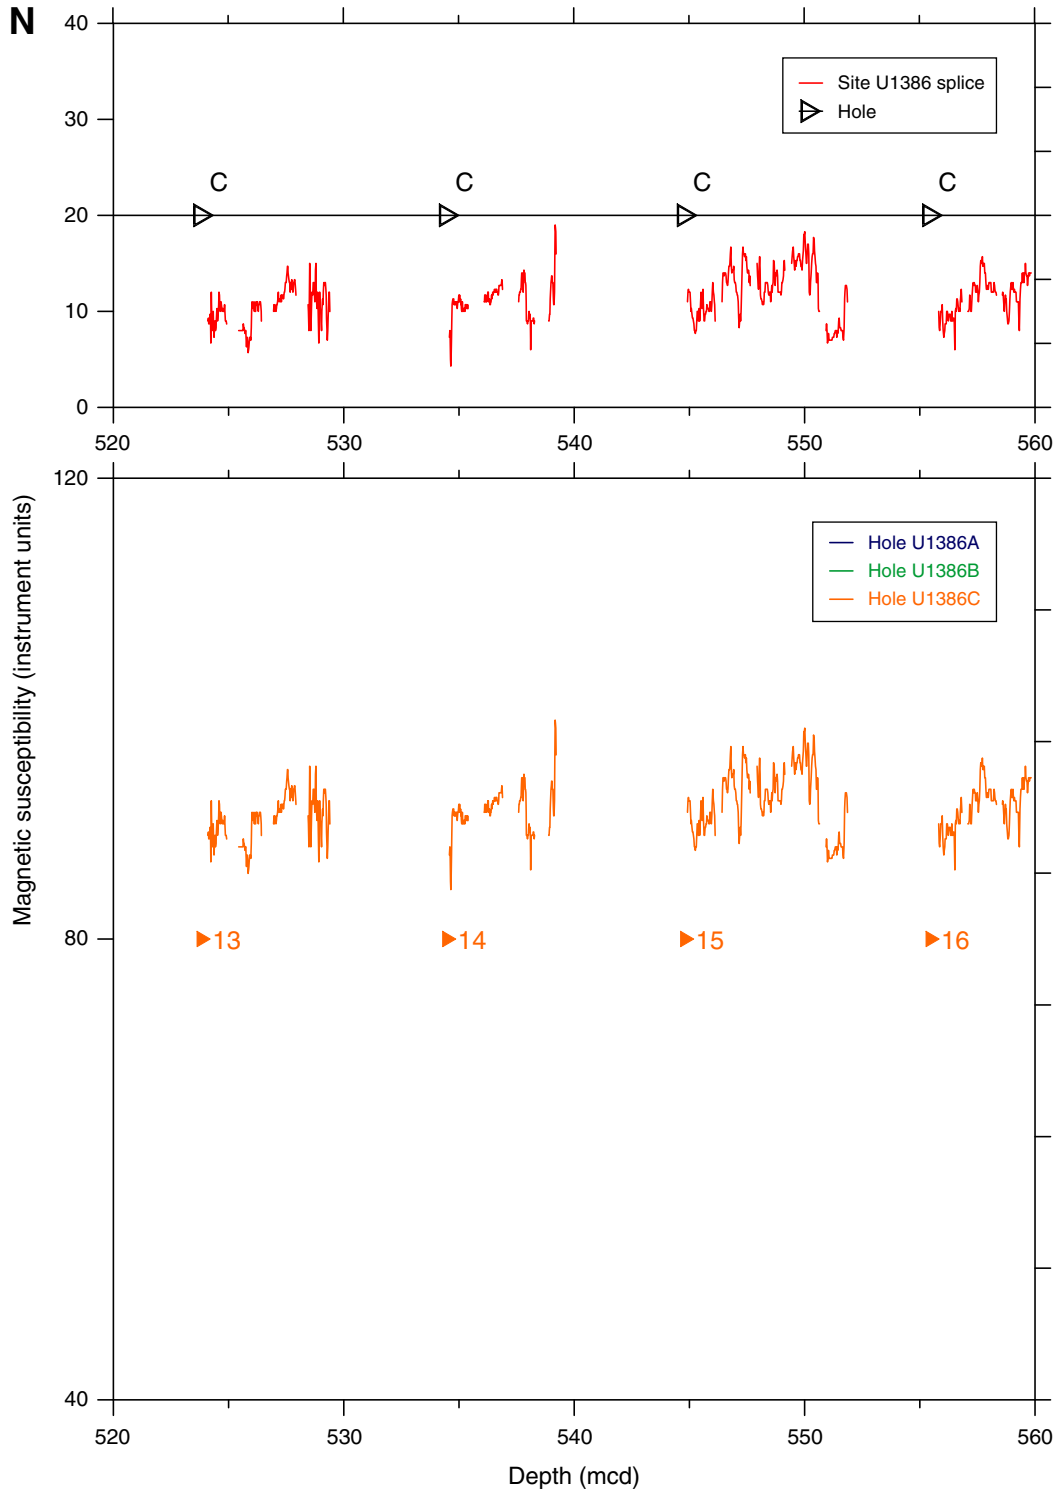 N
40
30
20
10
0
Site U1386 splice
Hole
C C C C
520 530 540 550 560
Magnetic susceptibility (instrument units)
120
80
40
Hole U1386A
Hole U1386B
Hole U1386C
13 14 15 16
520 530 540 550 560
Depth (mcd)